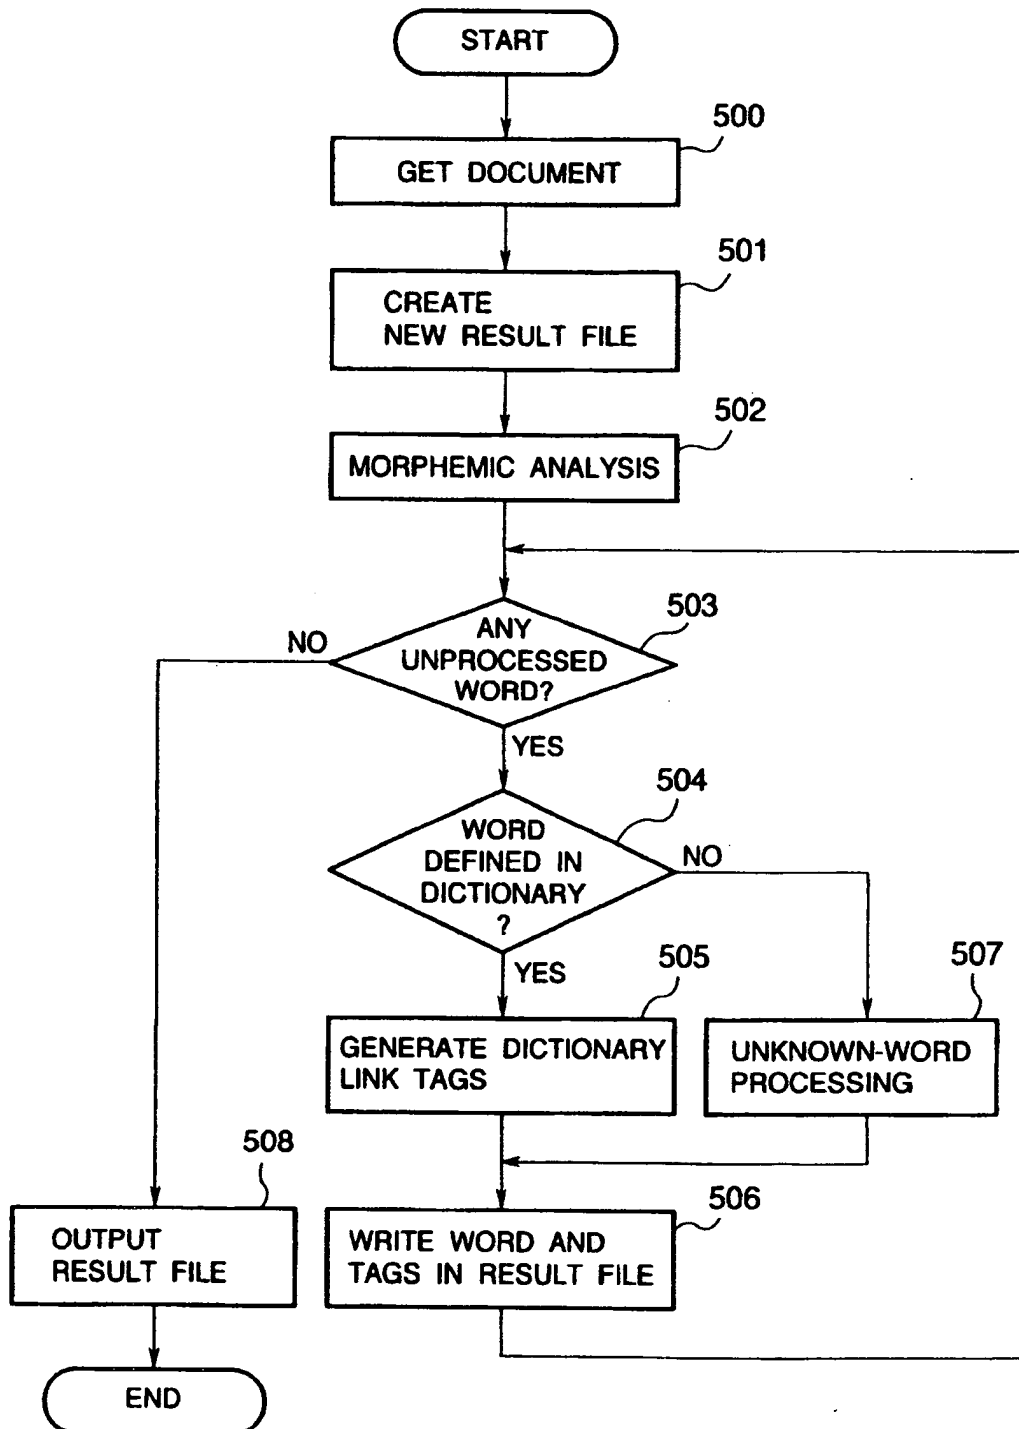 START
500
GET DOCUMENT
501
CREATE
NEW RESULT FILE
502
MORPHEMIC ANALYSIS
503
NO
ANY
UNPROCESSED
WORD?
YES
504
WORD
DEFINED IN
DICTIONARY
?
NO
YES
505
507
GENERATE DICTIONARY
LINK TAGS
UNKNOWN-WORD
PROCESSING
508
506
OUTPUT
RESULT FILE
WRITE WORD AND
TAGS IN RESULT FILE
END